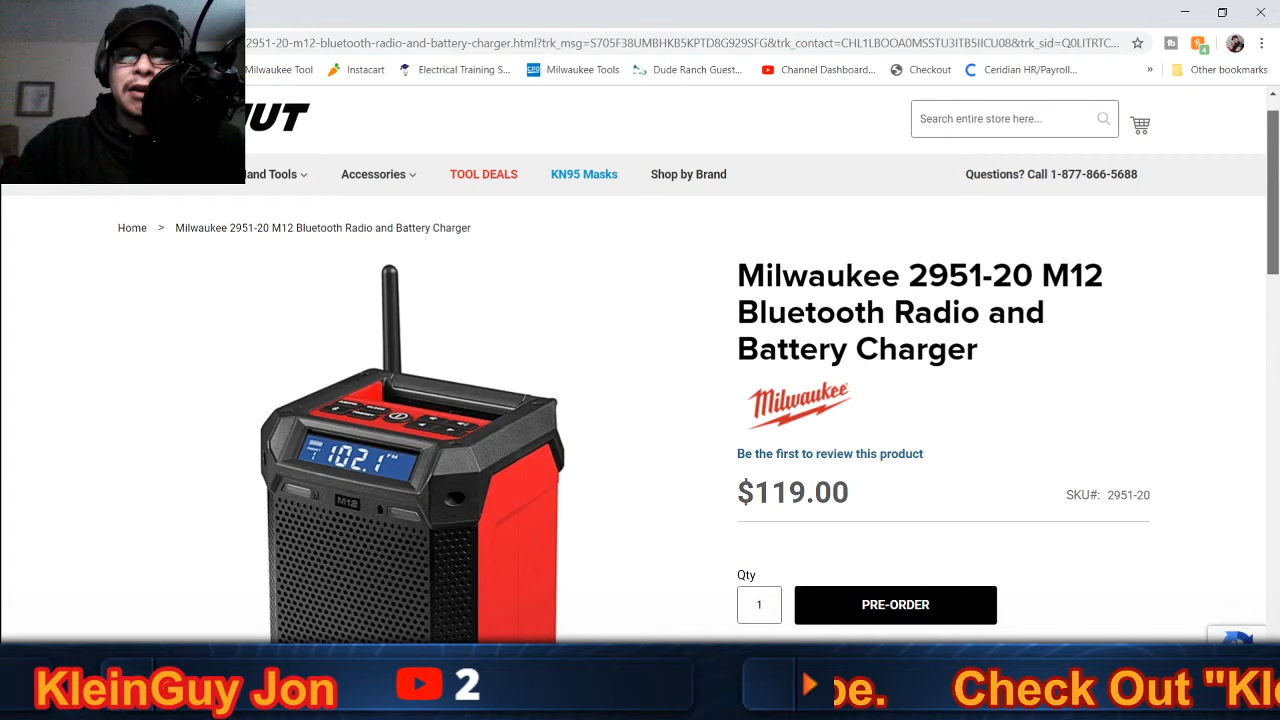 2951-20-m12-bluetooth-radio-and-battery-charger.html?trk_msg=S705F38UMBHKB5KPTD8G929SFG&trk_contact=CHL1LBOOA0MSSTU3ITB5IICU08&trk_sid=Q0LITRTC...
Milwaukee Tool Instacart Electrical Training S... CPO Milwaukee Tools Dude Ranch Guest... Channel Dashboard... Checkout Ceridian HR/Payroll... » Other bookmarks
UT
Search entire store here...
Hand Tools Accessories TOOL DEALS KN95 Masks Shop by Brand Questions? Call 1-877-866-5688
Home > Milwaukee 2951-20 M12 Bluetooth Radio and Battery Charger
Milwaukee 2951-20 M12
Bluetooth Radio and
Battery Charger
Milwaukee
Be the first to review this product
$119.00
SKU#: 2951-20
102.1 FM
M12
Qty
1 PRE-ORDER
KleinGuy Jon 2 be. Check Out "Kle